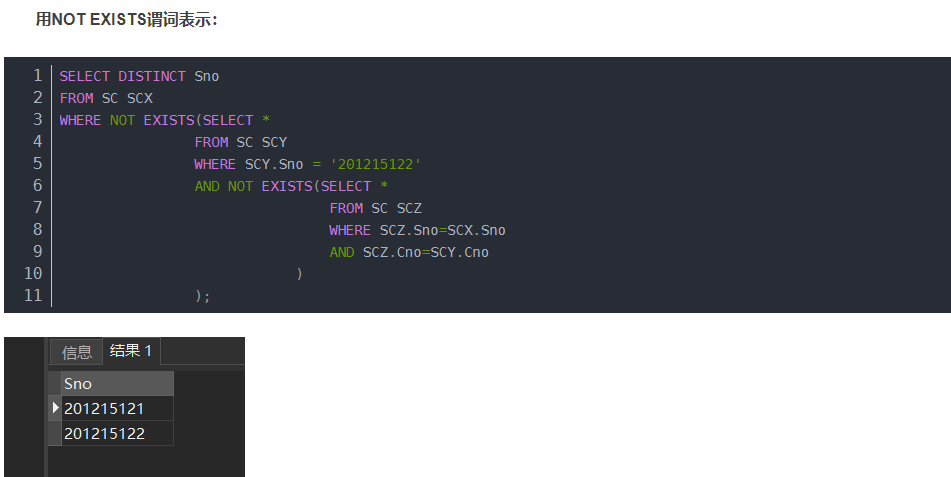 用NOT EXISTS谓词表示：
1 SELECT DISTINCT Sno
2 FROM SC SCX
3 WHERE NOT EXISTS(SELECT *
4 FROM SC SCY
5 WHERE SCY.Sno = '201215122'
6 AND NOT EXISTS(SELECT *
7 FROM SC SCZ
8 WHERE SCZ.Sno=SCX.Sno
9 AND SCZ.Cno=SCY.Cno
10 )
11 );
信息 结果 1
Sno
201215121
201215122